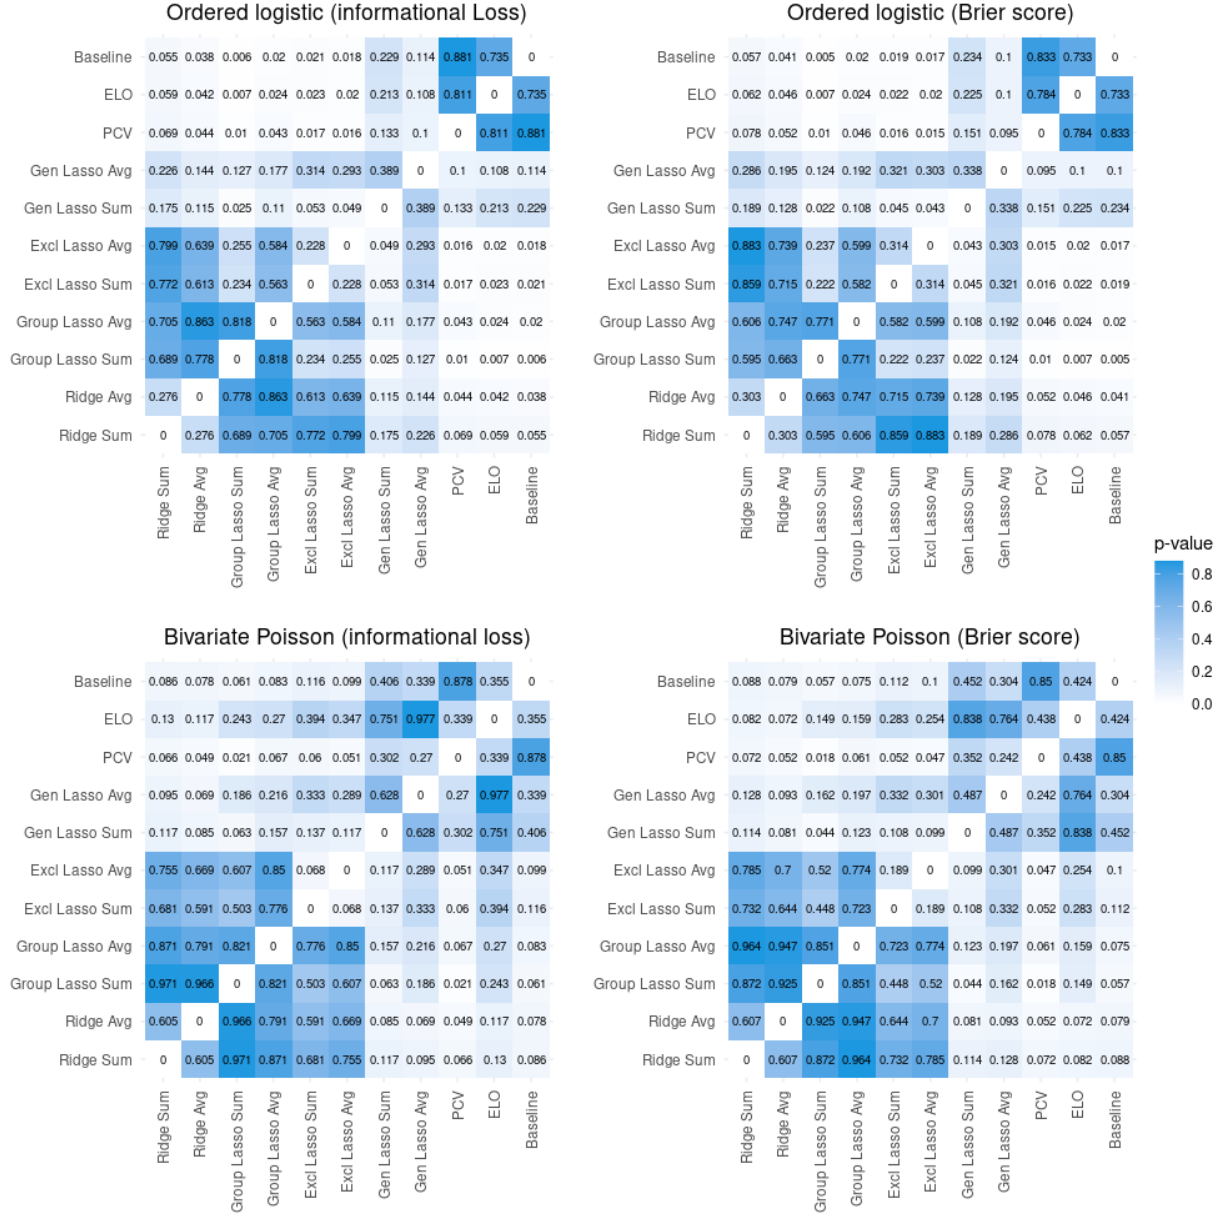 Ordered logistic (informational Loss)
Baseline 0.055 0.038 0.006 0.02 0.021 0.018 0.229 0.114 0.881 0.735 0
ELO 0.059 0.042 0.007 0.024 0.023 0.02 0.213 0.108 0.811 0 0.735
PCV 0.069 0.044 0.01 0.043 0.017 0.016 0.133 0.1 0 0.811 0.881
Gen Lasso Avg 0.226 0.144 0.127 0.177 0.314 0.293 0.389 0 0.1 0.108 0.114
Gen Lasso Sum 0.175 0.115 0.025 0.11 0.053 0.049 0 0.389 0.133 0.213 0.229
Excl Lasso Avg 0.799 0.639 0.255 0.584 0.228 0 0.049 0.293 0.016 0.02 0.018
Excl Lasso Sum 0.772 0.613 0.234 0.563 0 0.228 0.053 0.314 0.017 0.023 0.021
Group Lasso Avg 0.705 0.863 0.818 0 0.563 0.584 0.11 0.177 0.043 0.024 0.02
Group Lasso Sum 0.689 0.778 0 0.818 0.234 0.255 0.025 0.127 0.01 0.007 0.006
Ridge Avg 0.276 0 0.778 0.863 0.613 0.639 0.115 0.144 0.044 0.042 0.038
Ridge Sum 0 0.276 0.689 0.705 0.772 0.799 0.175 0.226 0.069 0.059 0.055
Ridge Sum Ridge Avg Group Lasso Sum Group Lasso Avg Excl Lasso Sum Excl Lasso Avg Gen Lasso Sum Gen Lasso Avg PCV ELO Baseline
Ordered logistic (Brier score)
Baseline 0.057 0.041 0.005 0.02 0.019 0.017 0.234 0.1 0.833 0.733 0
ELO 0.062 0.046 0.007 0.024 0.022 0.02 0.225 0.1 0.784 0 0.733
PCV 0.078 0.052 0.01 0.046 0.016 0.015 0.151 0.095 0 0.784 0.833
Gen Lasso Avg 0.286 0.195 0.124 0.192 0.321 0.303 0.338 0 0.095 0.1 0.1
Gen Lasso Sum 0.189 0.128 0.022 0.108 0.045 0.043 0 0.338 0.151 0.225 0.234
Excl Lasso Avg 0.883 0.739 0.237 0.599 0.314 0 0.043 0.303 0.015 0.02 0.017
Excl Lasso Sum 0.859 0.715 0.222 0.582 0 0.314 0.045 0.321 0.016 0.022 0.019
Group Lasso Avg 0.606 0.747 0.771 0 0.582 0.599 0.108 0.192 0.046 0.024 0.02
Group Lasso Sum 0.595 0.663 0 0.771 0.222 0.237 0.022 0.124 0.01 0.007 0.005
Ridge Avg 0.303 0 0.663 0.747 0.715 0.739 0.128 0.195 0.052 0.046 0.041
Ridge Sum 0 0.303 0.595 0.606 0.859 0.883 0.189 0.286 0.078 0.062 0.057
Ridge Sum Ridge Avg Group Lasso Sum Group Lasso Avg Excl Lasso Sum Excl Lasso Avg Gen Lasso Sum Gen Lasso Avg PCV ELO Baseline
p-value
0.8
0.6
0.4
0.2
0.0
Bivariate Poisson (informational loss)
Baseline 0.086 0.078 0.061 0.083 0.116 0.099 0.406 0.339 0.878 0.355 0
ELO 0.13 0.117 0.243 0.27 0.394 0.347 0.751 0.977 0.339 0 0.355
PCV 0.066 0.049 0.021 0.067 0.06 0.051 0.302 0.27 0 0.339 0.878
Gen Lasso Avg 0.095 0.069 0.186 0.216 0.333 0.289 0.628 0 0.27 0.977 0.339
Gen Lasso Sum 0.117 0.085 0.063 0.157 0.137 0.117 0 0.628 0.302 0.751 0.406
Excl Lasso Avg 0.755 0.669 0.607 0.85 0.068 0 0.117 0.289 0.051 0.347 0.099
Excl Lasso Sum 0.681 0.591 0.503 0.776 0 0.068 0.137 0.333 0.06 0.394 0.116
Group Lasso Avg 0.871 0.791 0.821 0 0.776 0.85 0.157 0.216 0.067 0.27 0.083
Group Lasso Sum 0.971 0.966 0 0.821 0.503 0.607 0.063 0.186 0.021 0.243 0.061
Ridge Avg 0.605 0 0.966 0.791 0.591 0.669 0.085 0.069 0.049 0.117 0.078
Ridge Sum 0 0.605 0.971 0.871 0.681 0.755 0.117 0.095 0.066 0.13 0.086
Ridge Sum Ridge Avg Group Lasso Sum Group Lasso Avg Excl Lasso Sum Excl Lasso Avg Gen Lasso Sum Gen Lasso Avg PCV ELO Baseline
Bivariate Poisson (Brier score)
Baseline 0.088 0.079 0.057 0.075 0.112 0.1 0.452 0.304 0.85 0.424 0
ELO 0.082 0.072 0.149 0.159 0.283 0.254 0.838 0.764 0.438 0 0.424
PCV 0.072 0.052 0.018 0.061 0.052 0.047 0.352 0.242 0 0.438 0.85
Gen Lasso Avg 0.128 0.093 0.162 0.197 0.332 0.301 0.487 0 0.242 0.764 0.304
Gen Lasso Sum 0.114 0.081 0.044 0.123 0.108 0.099 0 0.487 0.352 0.838 0.452
Excl Lasso Avg 0.785 0.7 0.52 0.774 0.189 0 0.099 0.301 0.047 0.254 0.1
Excl Lasso Sum 0.732 0.644 0.448 0.723 0 0.189 0.108 0.332 0.052 0.283 0.112
Group Lasso Avg 0.964 0.947 0.851 0 0.723 0.774 0.123 0.197 0.061 0.159 0.075
Group Lasso Sum 0.872 0.925 0 0.851 0.448 0.52 0.044 0.162 0.018 0.149 0.057
Ridge Avg 0.607 0 0.925 0.947 0.644 0.7 0.081 0.093 0.052 0.072 0.079
Ridge Sum 0 0.607 0.872 0.964 0.732 0.785 0.114 0.128 0.072 0.082 0.088
Ridge Sum Ridge Avg Group Lasso Sum Group Lasso Avg Excl Lasso Sum Excl Lasso Avg Gen Lasso Sum Gen Lasso Avg PCV ELO Baseline